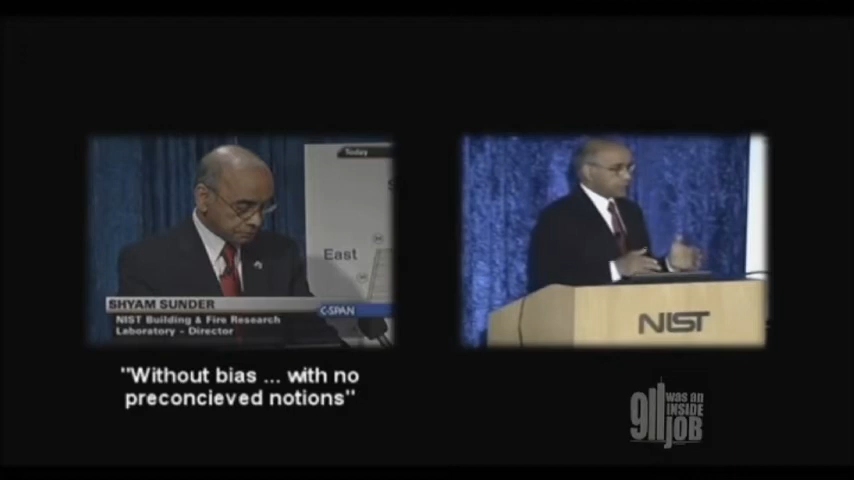 Today
East
SHYAM SUNDER
C-SPAN
NIST Building & Fire Research
Laboratory - Director
NIST
"Without bias ... with no
preconcieved notions"
911 WAS AN
INSIDE
JOB